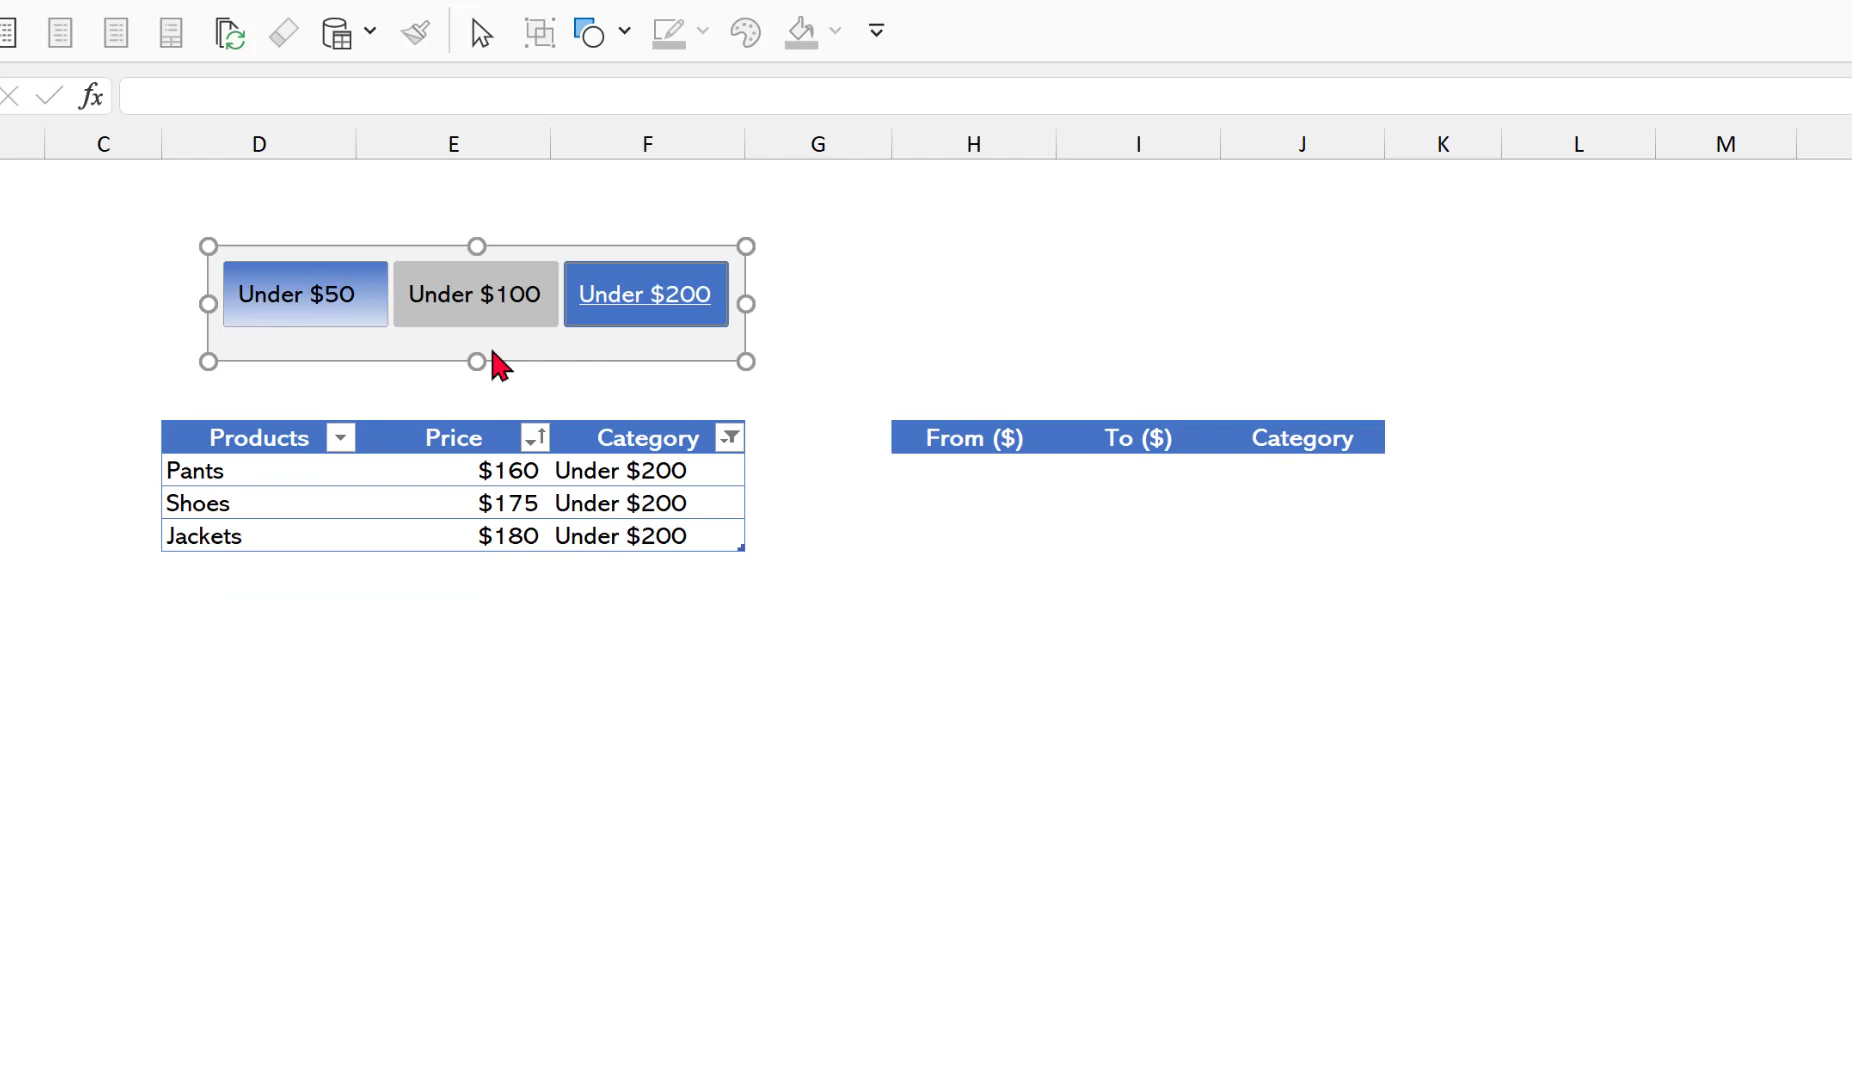 fx
C D E F G H I J K L M
Under $50 Under $100 Under $200
Products Price Category From ($) To ($) Category
Pants $160 Under $200
Shoes $175 Under $200
Jackets $180 Under $200